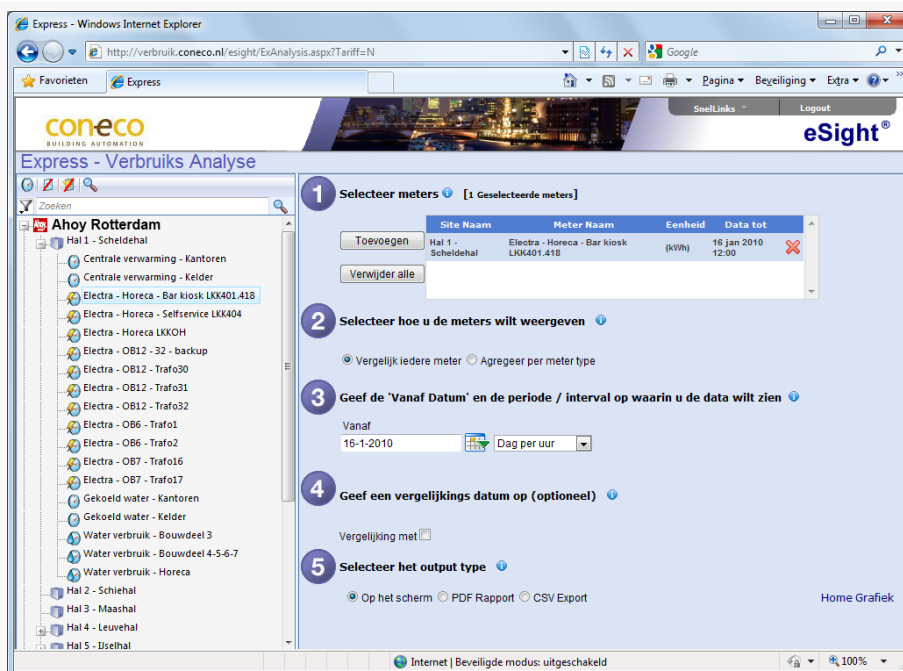 Express - Windows Internet Explorer
http://verbruik.coneco.nl/esight/ExAnalysis.aspx?Tariff=N
Google
Favorieten
Express
Pagina
Beveiliging
Extra
»
coneco
BUILDING AUTOMATION
SnelLinks
Logout
eSight®
Express - Verbruiks Analyse
Zoeken
Ahoy Rotterdam
Hal 1 - Scheldehal
Centrale verwarming - Kantoren
Centrale verwarming - Kelder
Electra - Horeca - Bar kiosk LKK401.418
Electra - Horeca - Selfservice LKK404
Electra - Horeca LKKOH
Electra - OB12 - 32 - backup
Electra - OB12 - Trafo30
Electra - OB12 - Trafo31
Electra - OB12 - Trafo32
Electra - OB6 - Trafo1
Electra - OB6 - Trafo2
Electra - OB7 - Trafo16
Electra - OB7 - Trafo17
Gekoeld water - Kantoren
Gekoeld water - Kelder
Water verbruik - Bouwdeel 3
Water verbruik - Bouwdeel 4-5-6-7
Water verbruik - Horeca
Hal 2 - Schiehal
Hal 3 - Maashal
Hal 4 - Leuvehal
Hal 5 - IJselhal
1 Selecteer meters [1 Geselecteerde meters]
Toevoegen
Verwijder alle
Site Naam Meter Naam Eenheid Data tot
Hal 1 - Electra - Horeca - Bar kiosk (kWh) 16 jan 2010
Scheldehal LKK401.418 12:00
2 Selecteer hoe u de meters wilt weergeven
Vergelijk iedere meter Agregeer per meter type
3 Geef de 'Vanaf Datum' en de periode / interval op waarin u de data wilt zien
Vanaf
16-1-2010 Dag per uur
4 Geef een vergelijkings datum op (optioneel)
Vergelijking met
5 Selecteer het output type
Op het scherm PDF Rapport CSV Export Home Grafiek
Internet | Beveiligde modus: uitgeschakeld
100%